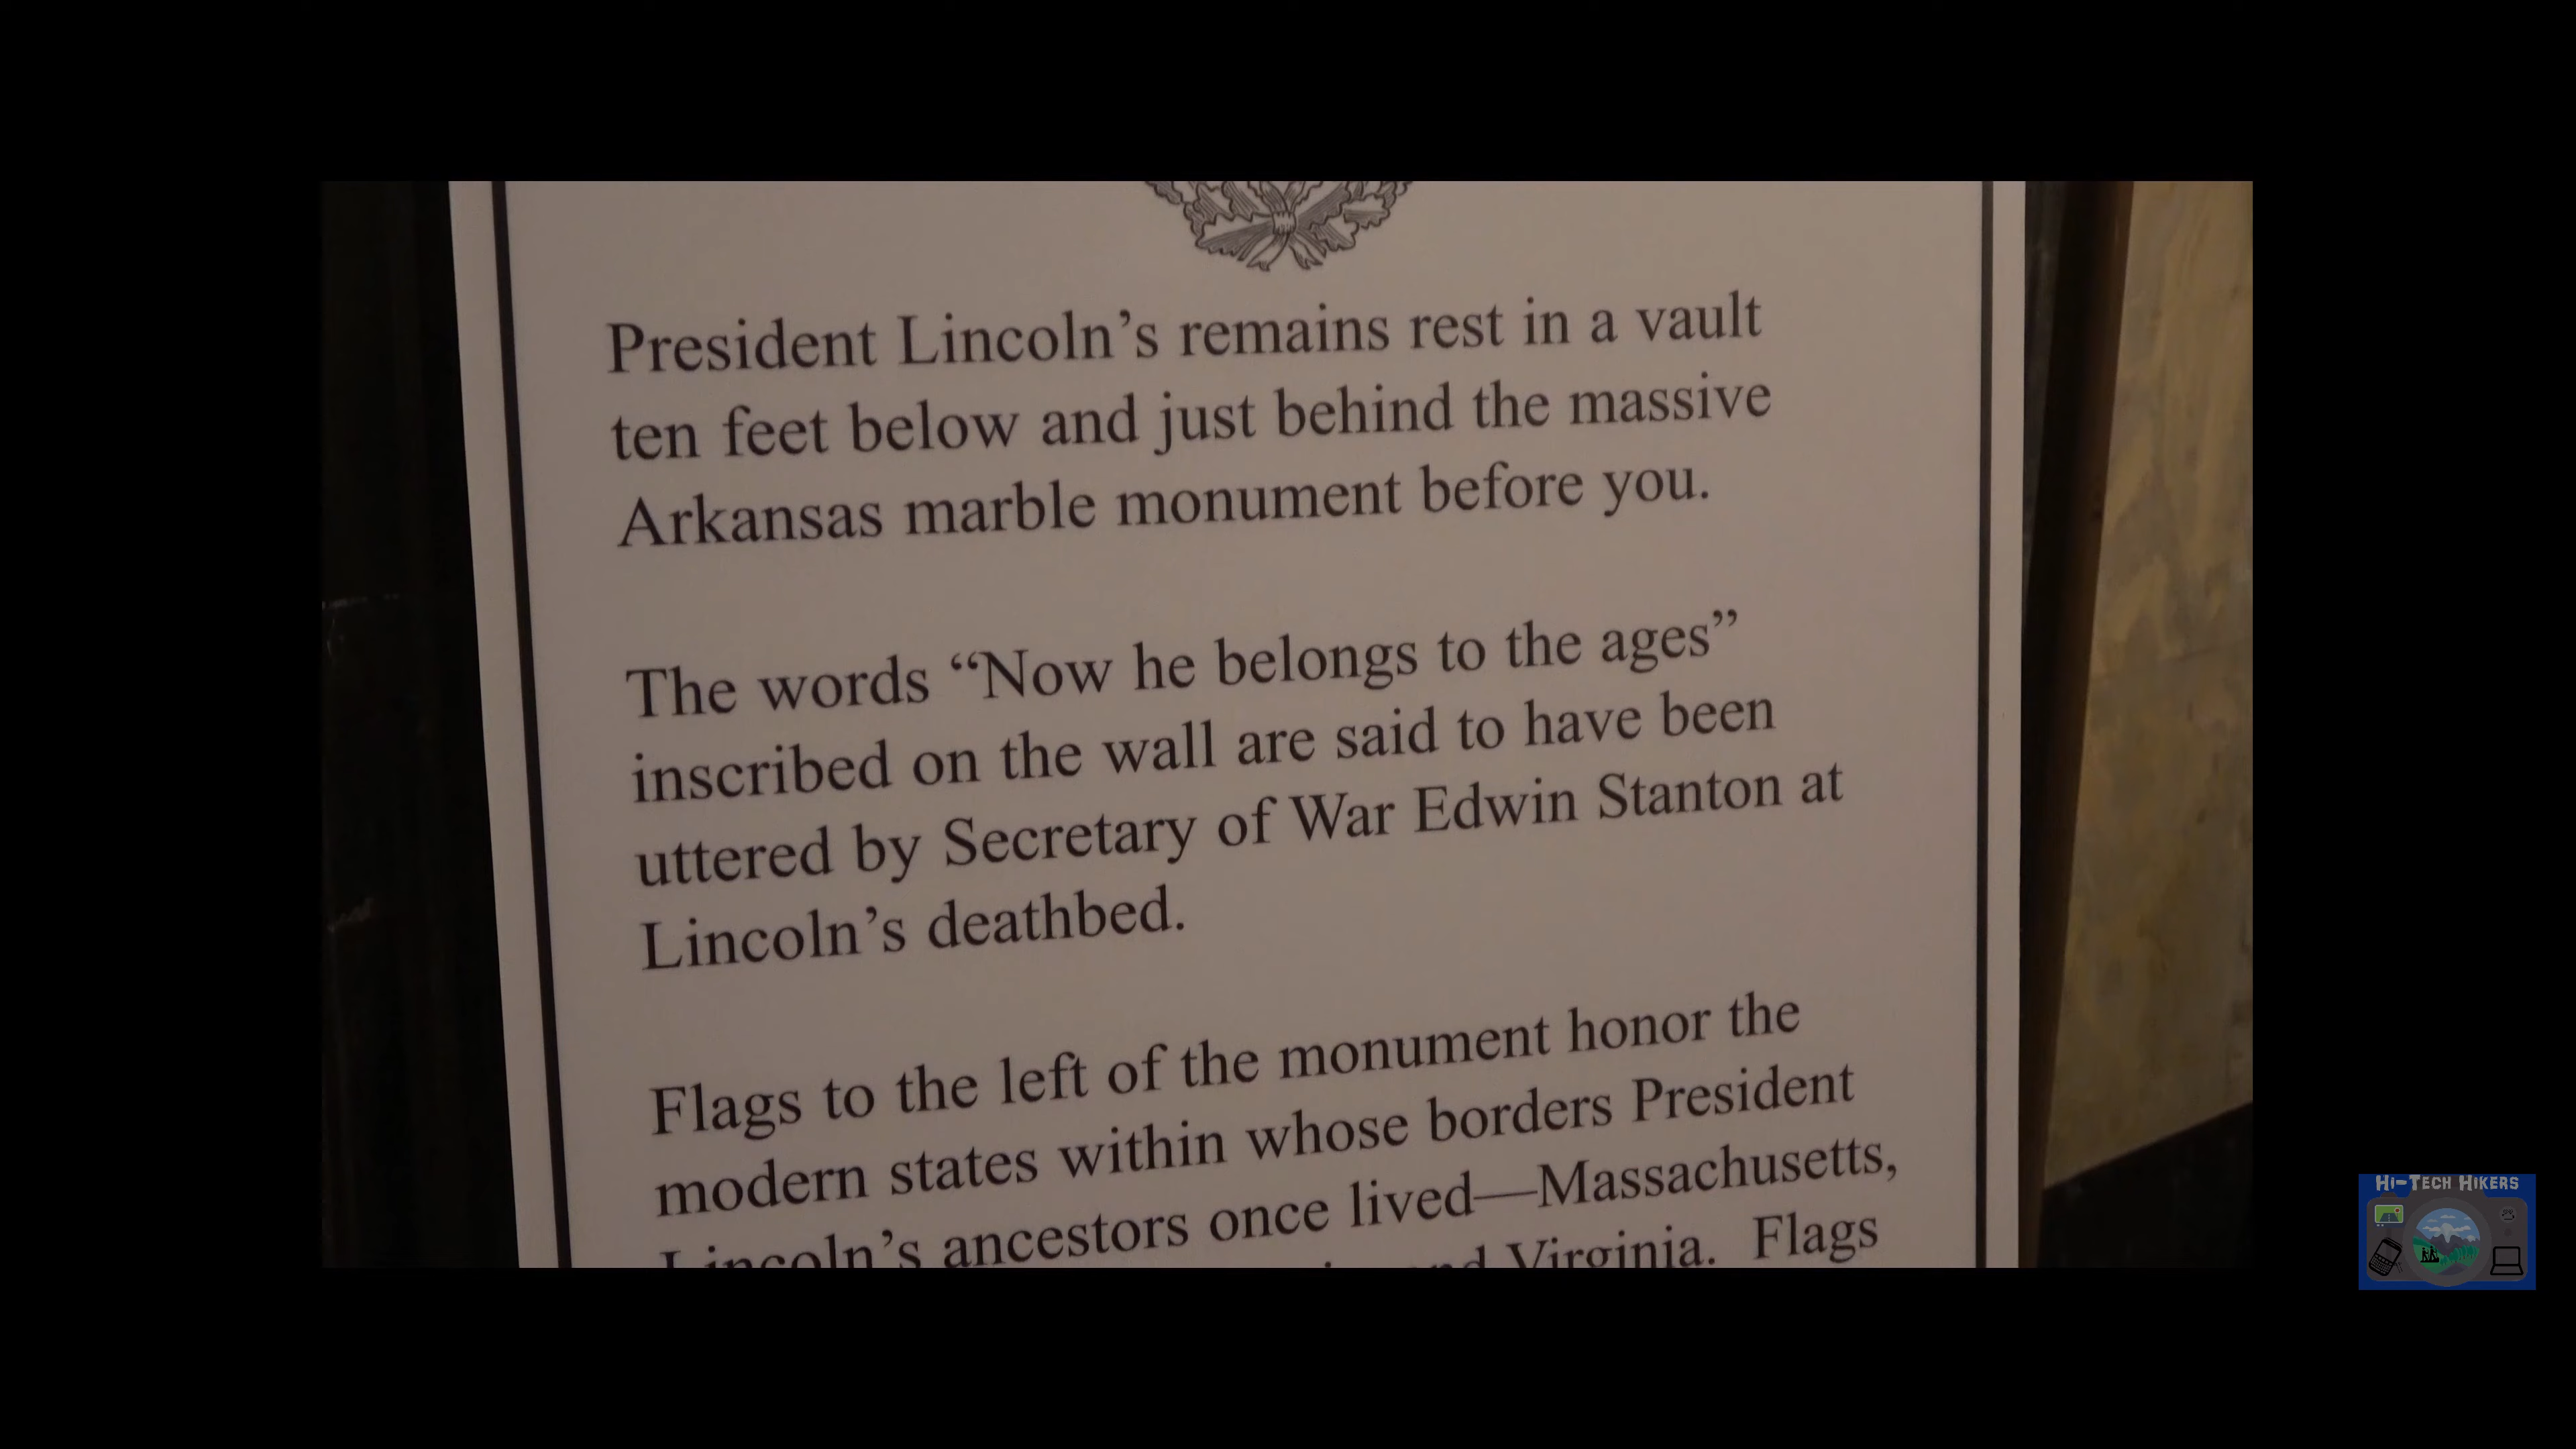 President Lincoln’s remains rest in a vault
ten feet below and just behind the massive
Arkansas marble monument before you.
The words “Now he belongs to the ages”
inscribed on the wall are said to have been
uttered by Secretary of War Edwin Stanton at
Lincoln’s deathbed.
Flags to the left of the monument honor the
modern states within whose borders President
Lincoln’s ancestors once lived—Massachusetts,
and Virginia. Flags
Hi-Tech Hikers